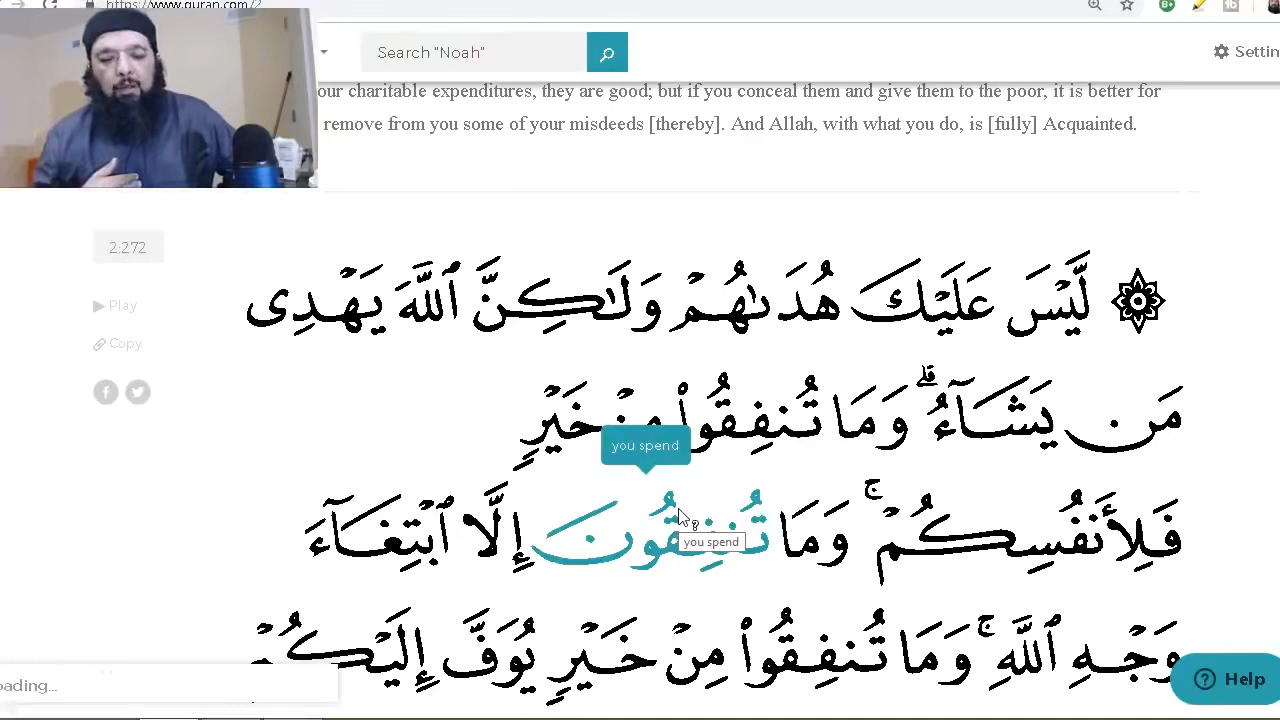 https://www.quran.com/2
Search "Noah"
Settin
our charitable expenditures, they are good; but if you conceal them and give them to the poor, it is better for
remove from you some of your misdeeds [thereby]. And Allah, with what you do, is [fully] Acquainted.
2:272
Play
Copy
۞ لَّيْسَ عَلَيْكَ هُدَىٰهُمْ وَلَـٰكِنَّ ٱللَّهَ يَهْدِى
مَن يَشَآءُ ۗ وَمَا تُنفِقُوا۟ مِنْ خَيْرٍ
you spend
فَلِأَنفُسِكُمْ ۚ وَمَا تُنفِقُونَ إِلَّا ٱبْتِغَآءَ
you spend
وَجْهِ ٱللَّهِ ۚ وَمَا تُنفِقُوا۟ مِنْ خَيْرٍ يُوَفَّ إِلَيْكُمْ
oading...
Help